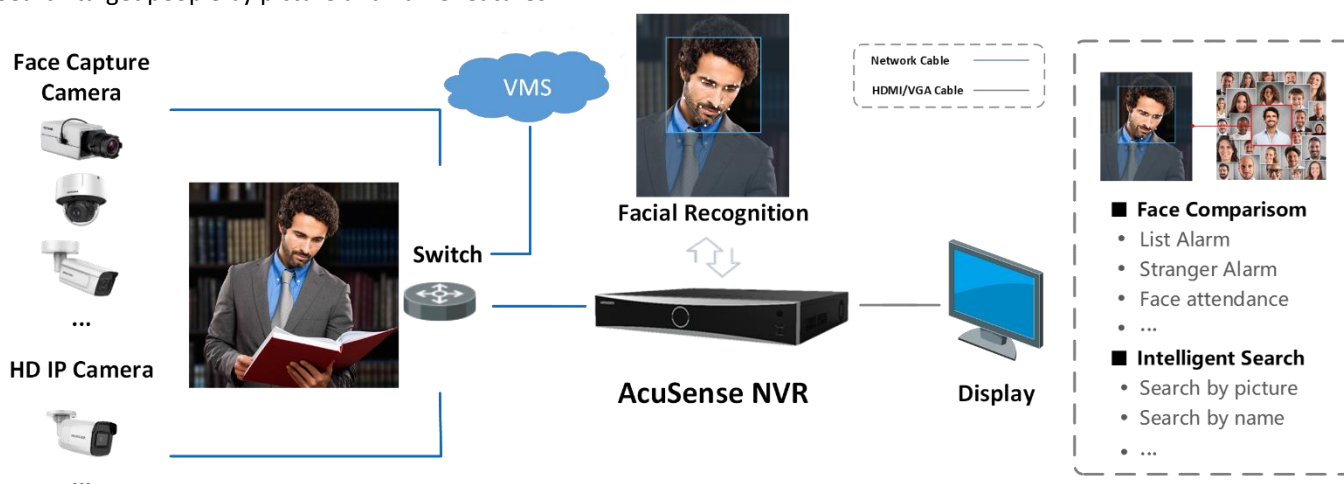 Face Capture
Camera
...
HD IP Camera
...
VMS
Switch
Facial Recognition
AcuSense NVR
Display
Network Cable
HDMI/VGA Cable
■ Face Comparisom
• List Alarm
• Stranger Alarm
• Face attendance
• ...
■ Intelligent Search
• Search by picture
• Search by name
• ...